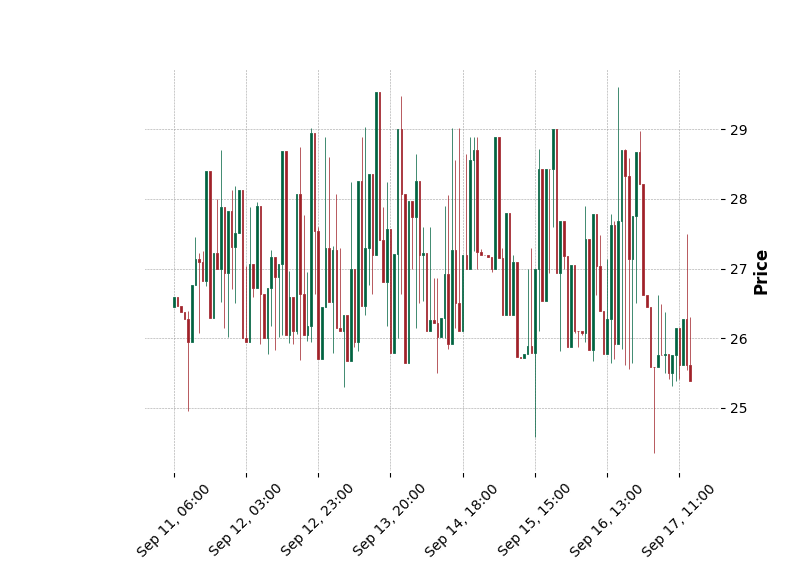 29
28
27
26
25
Price
Sep 11, 06:00
Sep 12, 03:00
Sep 12, 23:00
Sep 13, 20:00
Sep 14, 18:00
Sep 15, 15:00
Sep 16, 13:00
Sep 17, 11:00